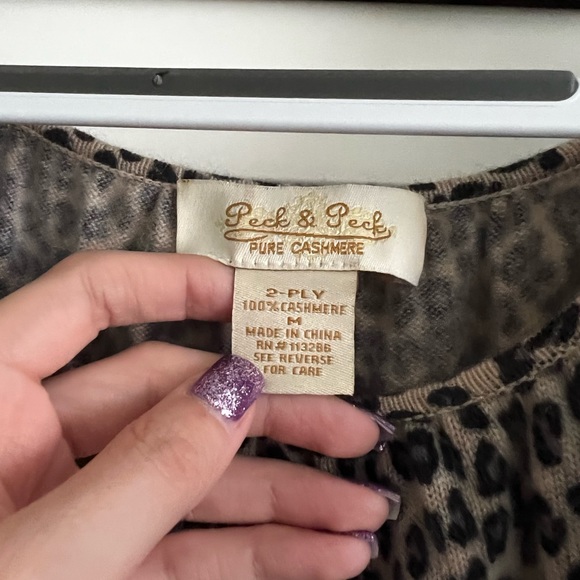 Peck & Peck
PURE CASHMERE
2-PLY
100% CASHMERE
M
MADE IN CHINA
RN# 113286
SEE REVERSE
FOR CARE